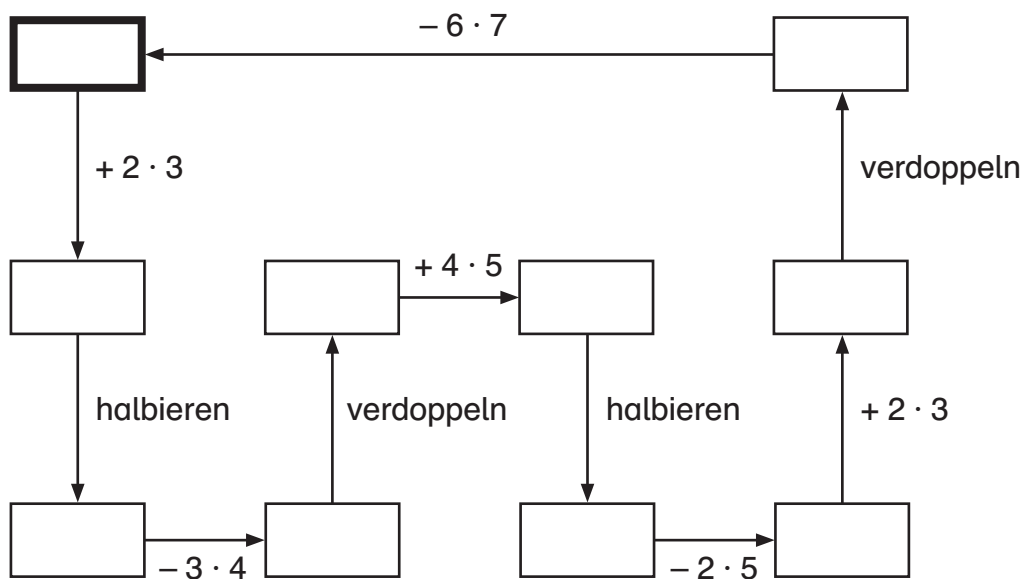 – 6 · 7
+ 2 · 3
verdoppeln
+ 4 · 5
halbieren
verdoppeln
halbieren
+ 2 · 3
– 3 · 4
– 2 · 5